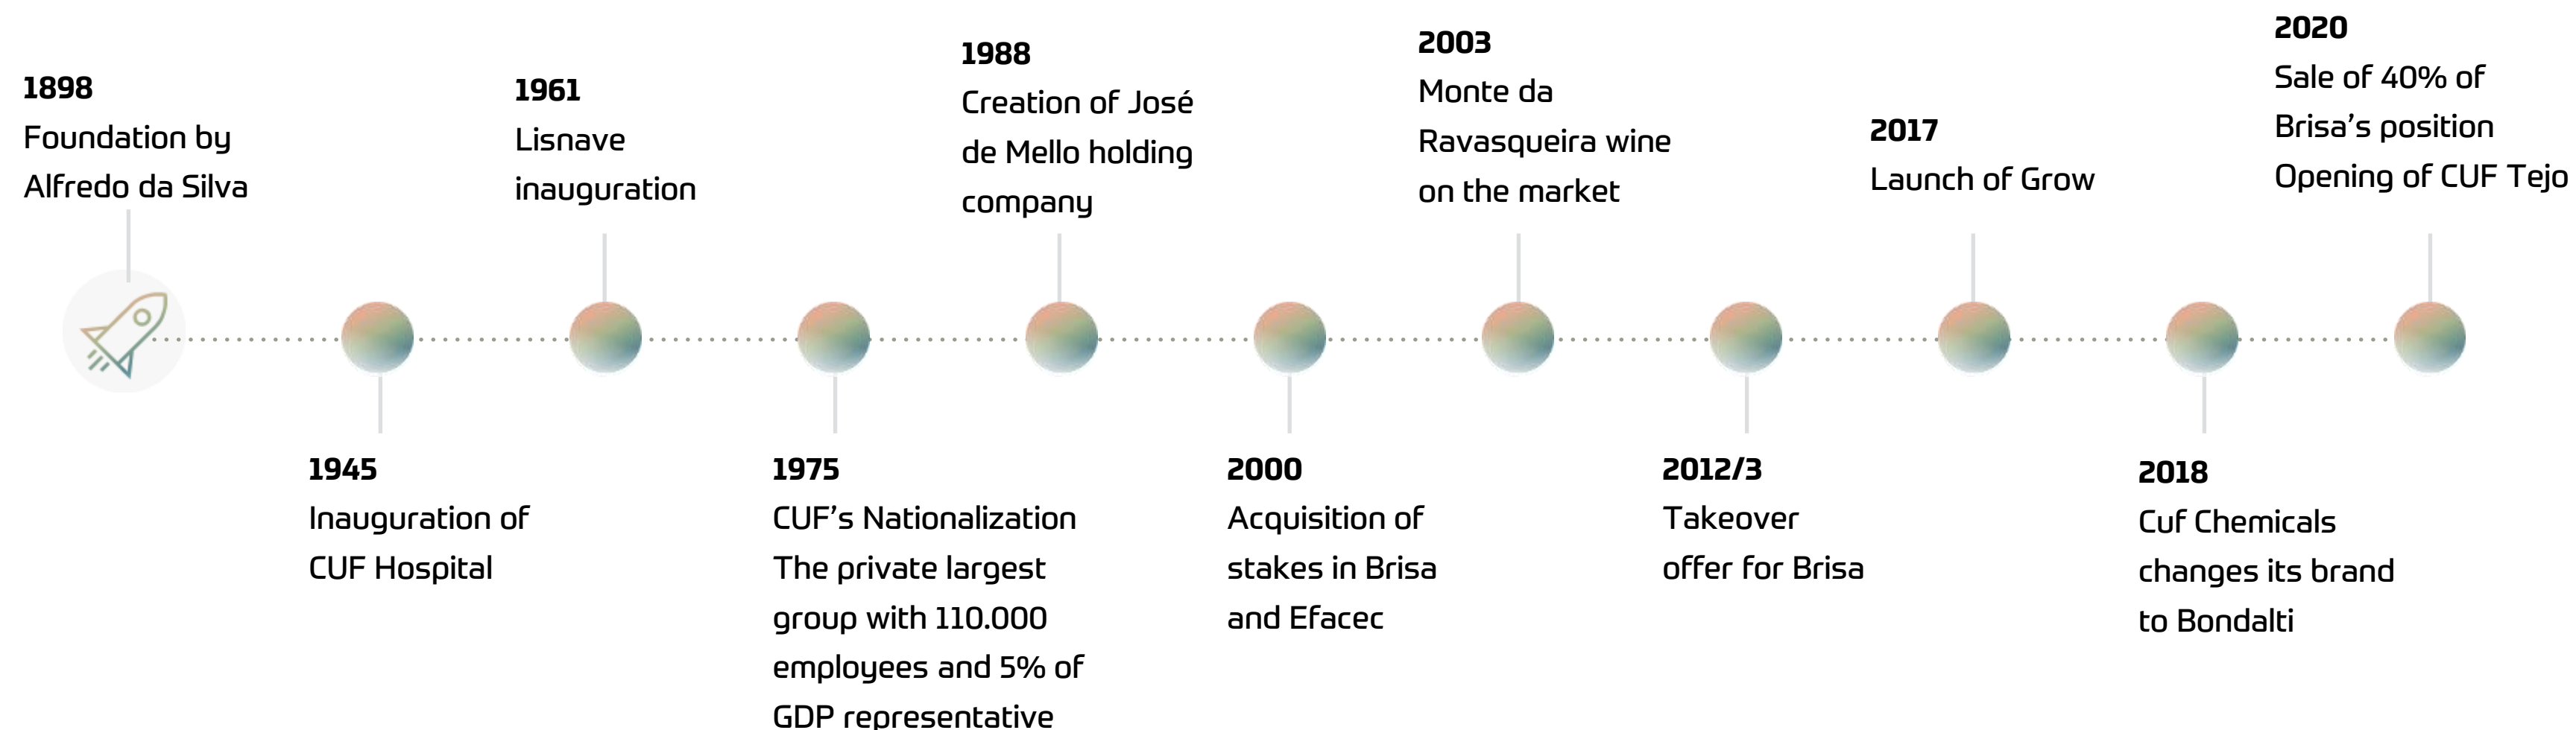 1898
Foundation by
Alfredo da Silva
1945
Inauguration of
CUF Hospital
1961
Lisnave
inauguration
1975
CUF's Nationalization
The private largest
group with 110.000
employees and 5% of
GDP representative
1988
Creation of José
de Mello holding
company
2000
Acquisition of
stakes in Brisa
and Efacec
2003
Monte da
Ravasqueira wine
on the market
2012/3
Takeover
offer for Brisa
2017
Launch of Grow
2018
Cuf Chemicals
changes its brand
to Bondalti
2020
Sale of 40% of
Brisa's position
Opening of CUF Tejo